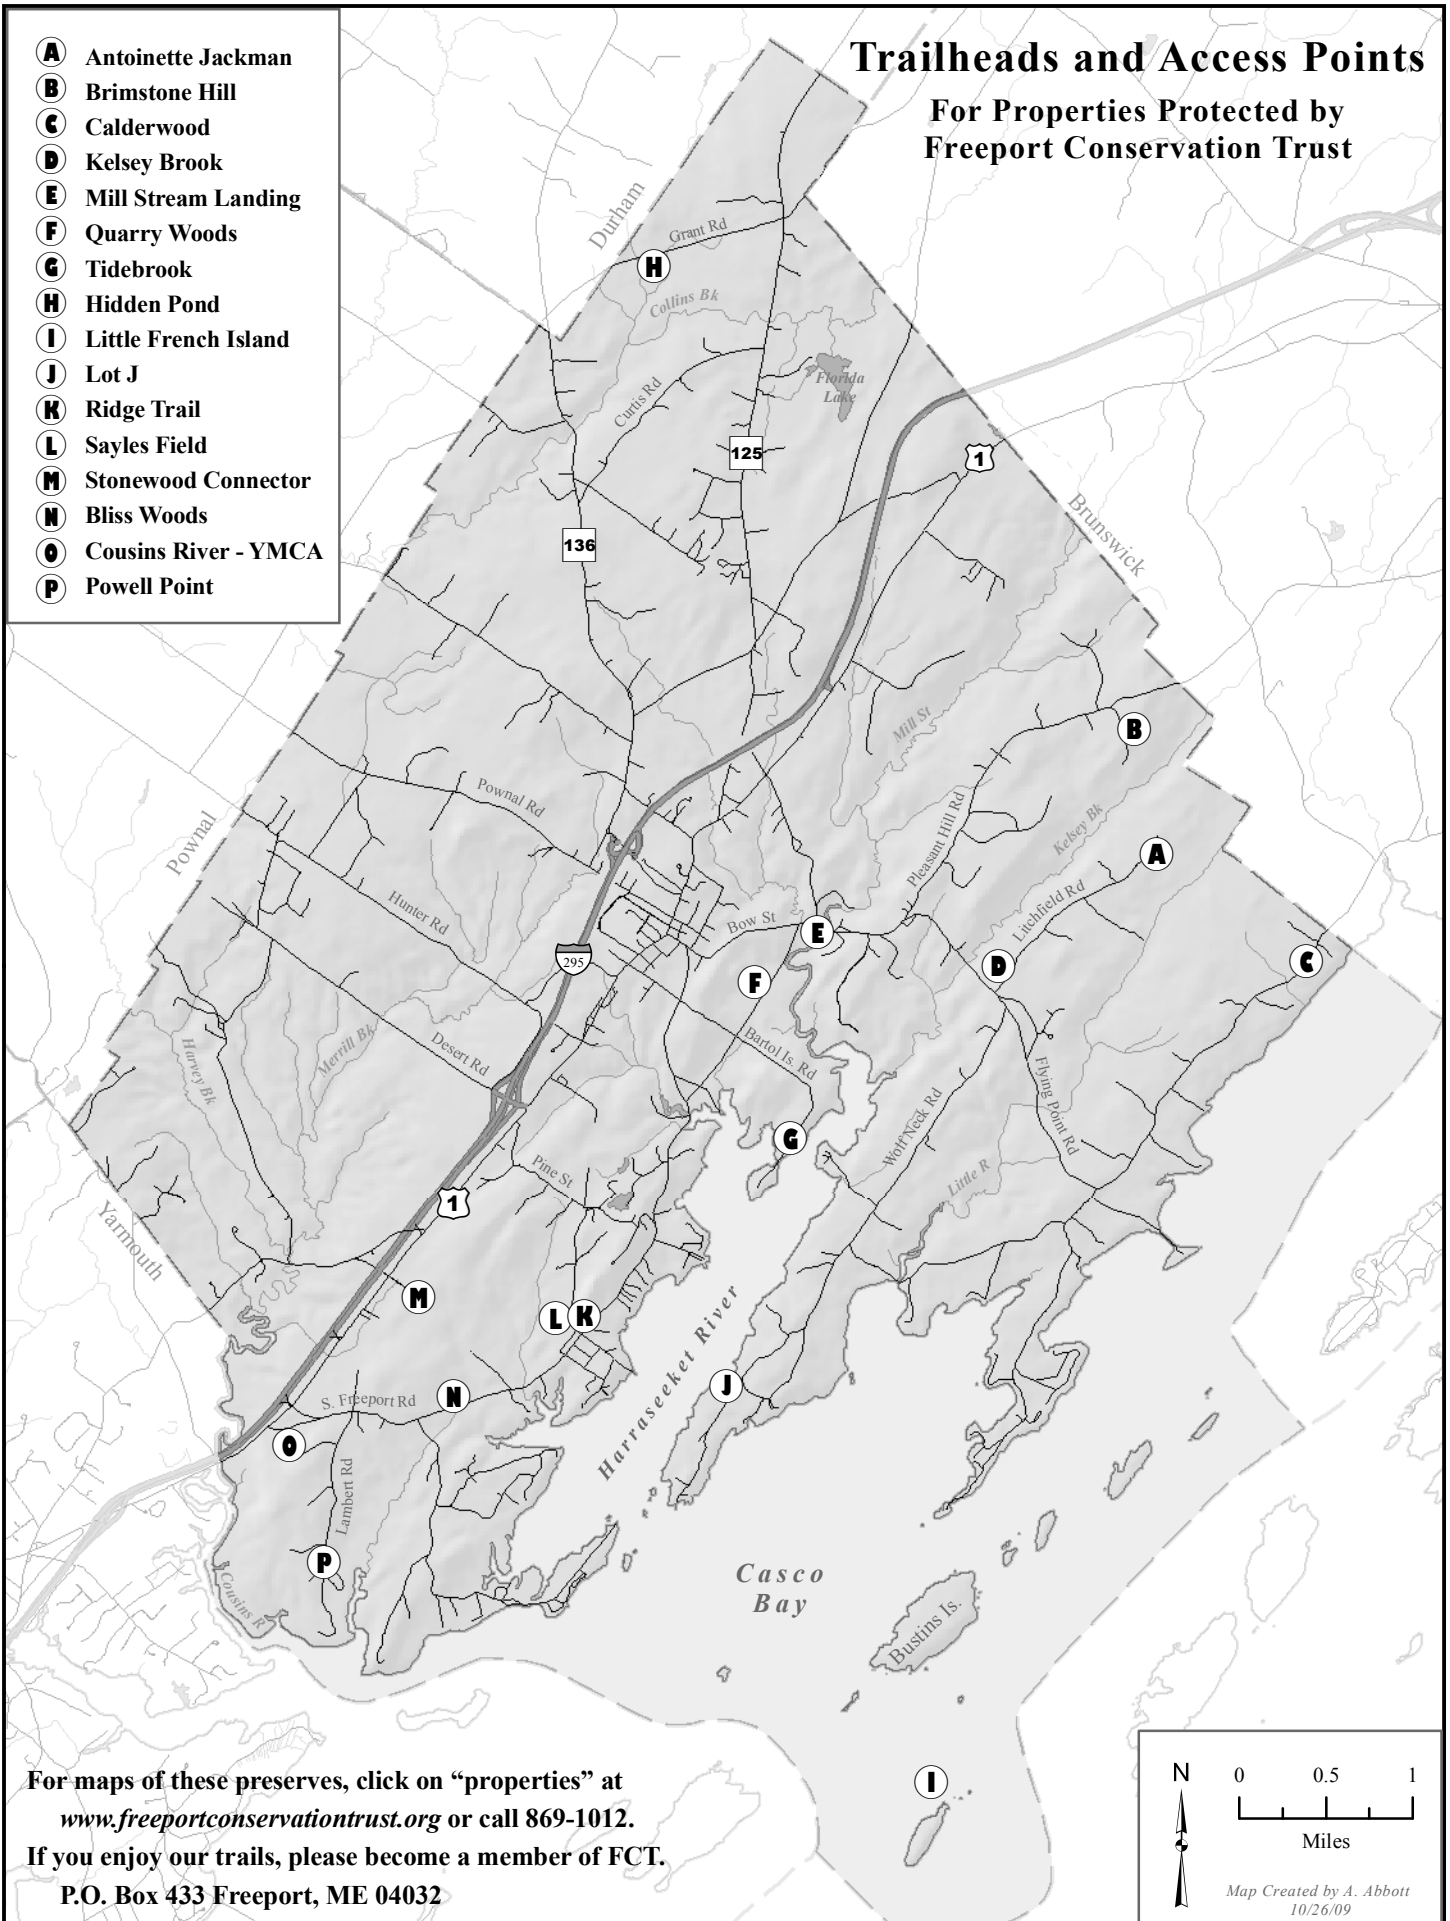 Trailheads and Access Points
For Properties Protected by
Freeport Conservation Trust
A Antoinette Jackman
B Brimstone Hill
C Calderwood
D Kelsey Brook
E Mill Stream Landing
F Quarry Woods
G Tidebrook
H Hidden Pond
I Little French Island
J Lot J
K Ridge Trail
L Sayles Field
M Stonewood Connector
N Bliss Woods
O Cousins River - YMCA
P Powell Point
Durham
Grant Rd
H
Collins Bk
Florida
Lake
Curtis Rd
125
1
136
Brunswick
B
Mill St
Pownal Rd
Pownal
Pleasant Hill Rd
Kelsey Bk
A
Litchfield Rd
Hunter Rd
Bow St
E
295
D
C
F
Desert Rd
Merrill Bk
Harvey Bk
Bartol Is. Rd
Flying Point Rd
Wolf Neck Rd
G
Little R
Pine St
1
Yarmouth
M
L
K
Harraseeket River
J
S. Freeport Rd
N
O
Lambert Rd
P
Cousins R
Casco
Bay
Bustins Is.
I
For maps of these preserves, click on “properties” at
www.freeportconservationtrust.org or call 869-1012.
If you enjoy our trails, please become a member of FCT.
P.O. Box 433 Freeport, ME 04032
N
0 0.5 1
Miles
Map Created by A. Abbott
10/26/09